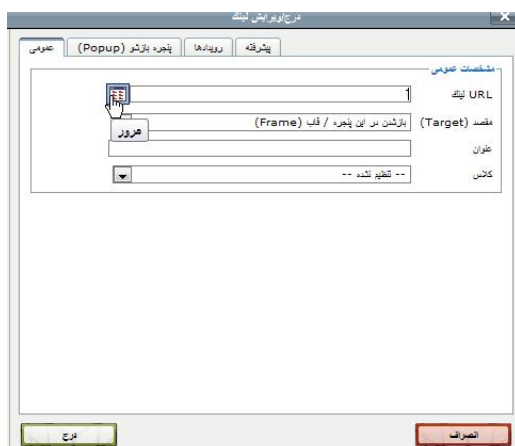 درج/ویرایش لینک
عمومی
پنجره بازشو (Popup)
رویدادها
پیشرفته
مشخصات عمومی
URL لینک
مقصد (Target)
بازشدن در این پنجره / قاب (Frame)
مرور
عنوان
کلاس
-- تنظیم نشده --
درج
انصراف